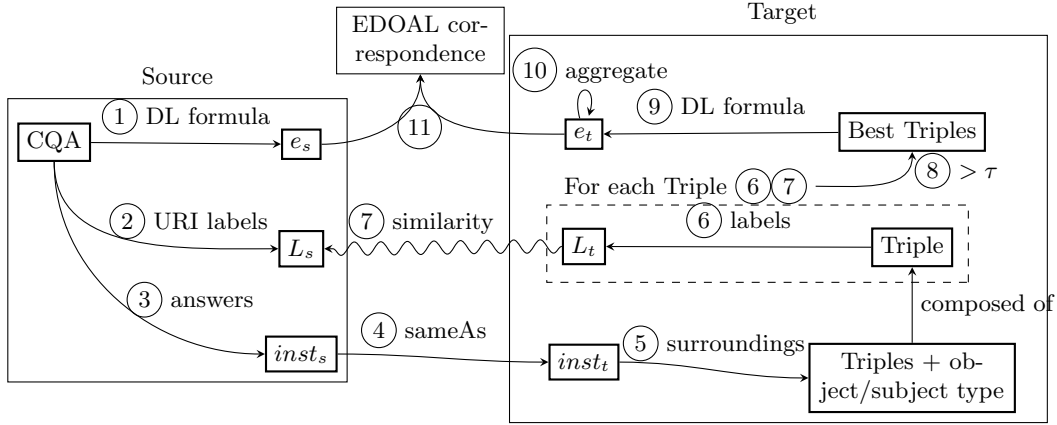 EDOAL cor-
respondence
Target
Source
1 DL formula
CQA
e_s
11
10 aggregate
e_t
9 DL formula
Best Triples
8 > τ
For each Triple 6 7
2 URI labels
L_s
7 similarity
6 labels
L_t
Triple
3 answers
composed of
inst_s
4 sameAs
inst_t
5 surroundings
Triples + ob-
ject/subject type